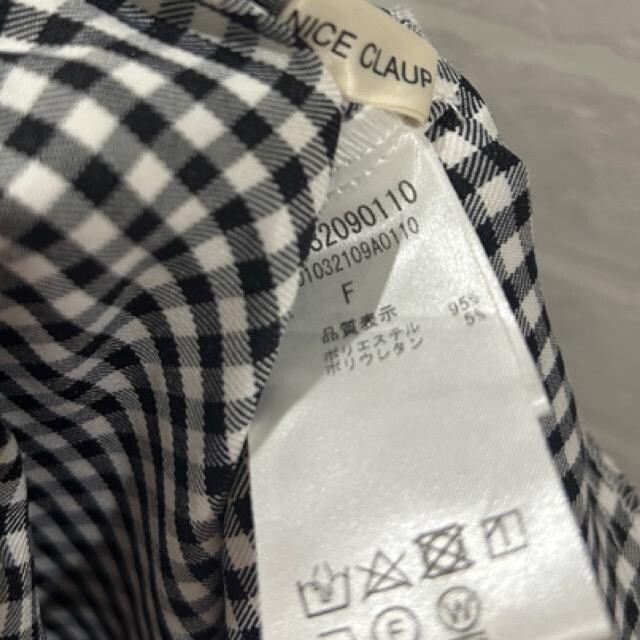 NICE CLAUP
32090110
01032109A0110
F
品質表示
ポリエステル 95%
ポリウレタン 5%
F
W